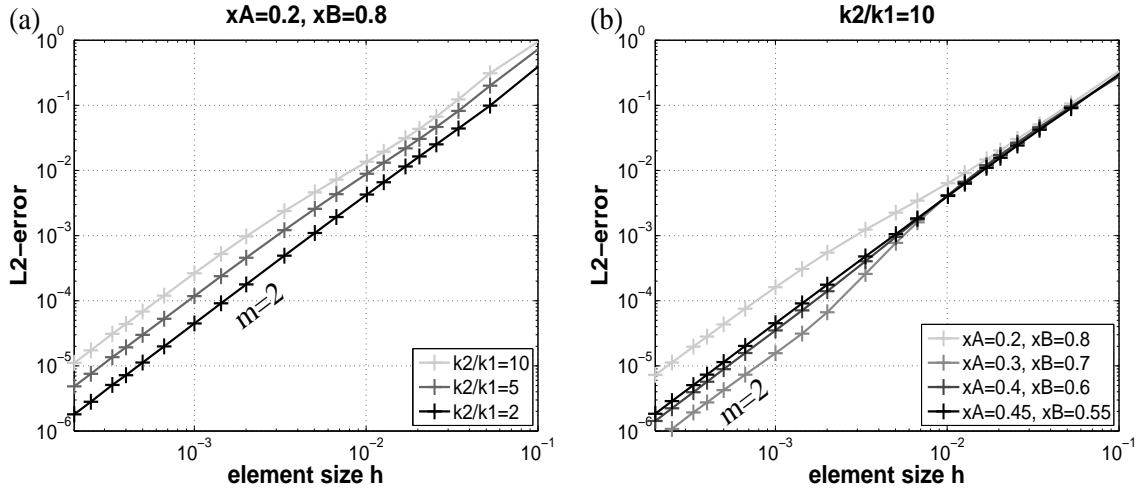 (a)
xA=0.2, xB=0.8
10^0
10^-1
10^-2
10^-3
10^-4
10^-5
10^-6
L2-error
m=2
k2/k1=10
k2/k1=5
k2/k1=2
10^-3
10^-2
10^-1
element size h
(b)
k2/k1=10
10^0
10^-1
10^-2
10^-3
10^-4
10^-5
10^-6
L2-error
m=2
xA=0.2, xB=0.8
xA=0.3, xB=0.7
xA=0.4, xB=0.6
xA=0.45, xB=0.55
10^-3
10^-2
10^-1
element size h